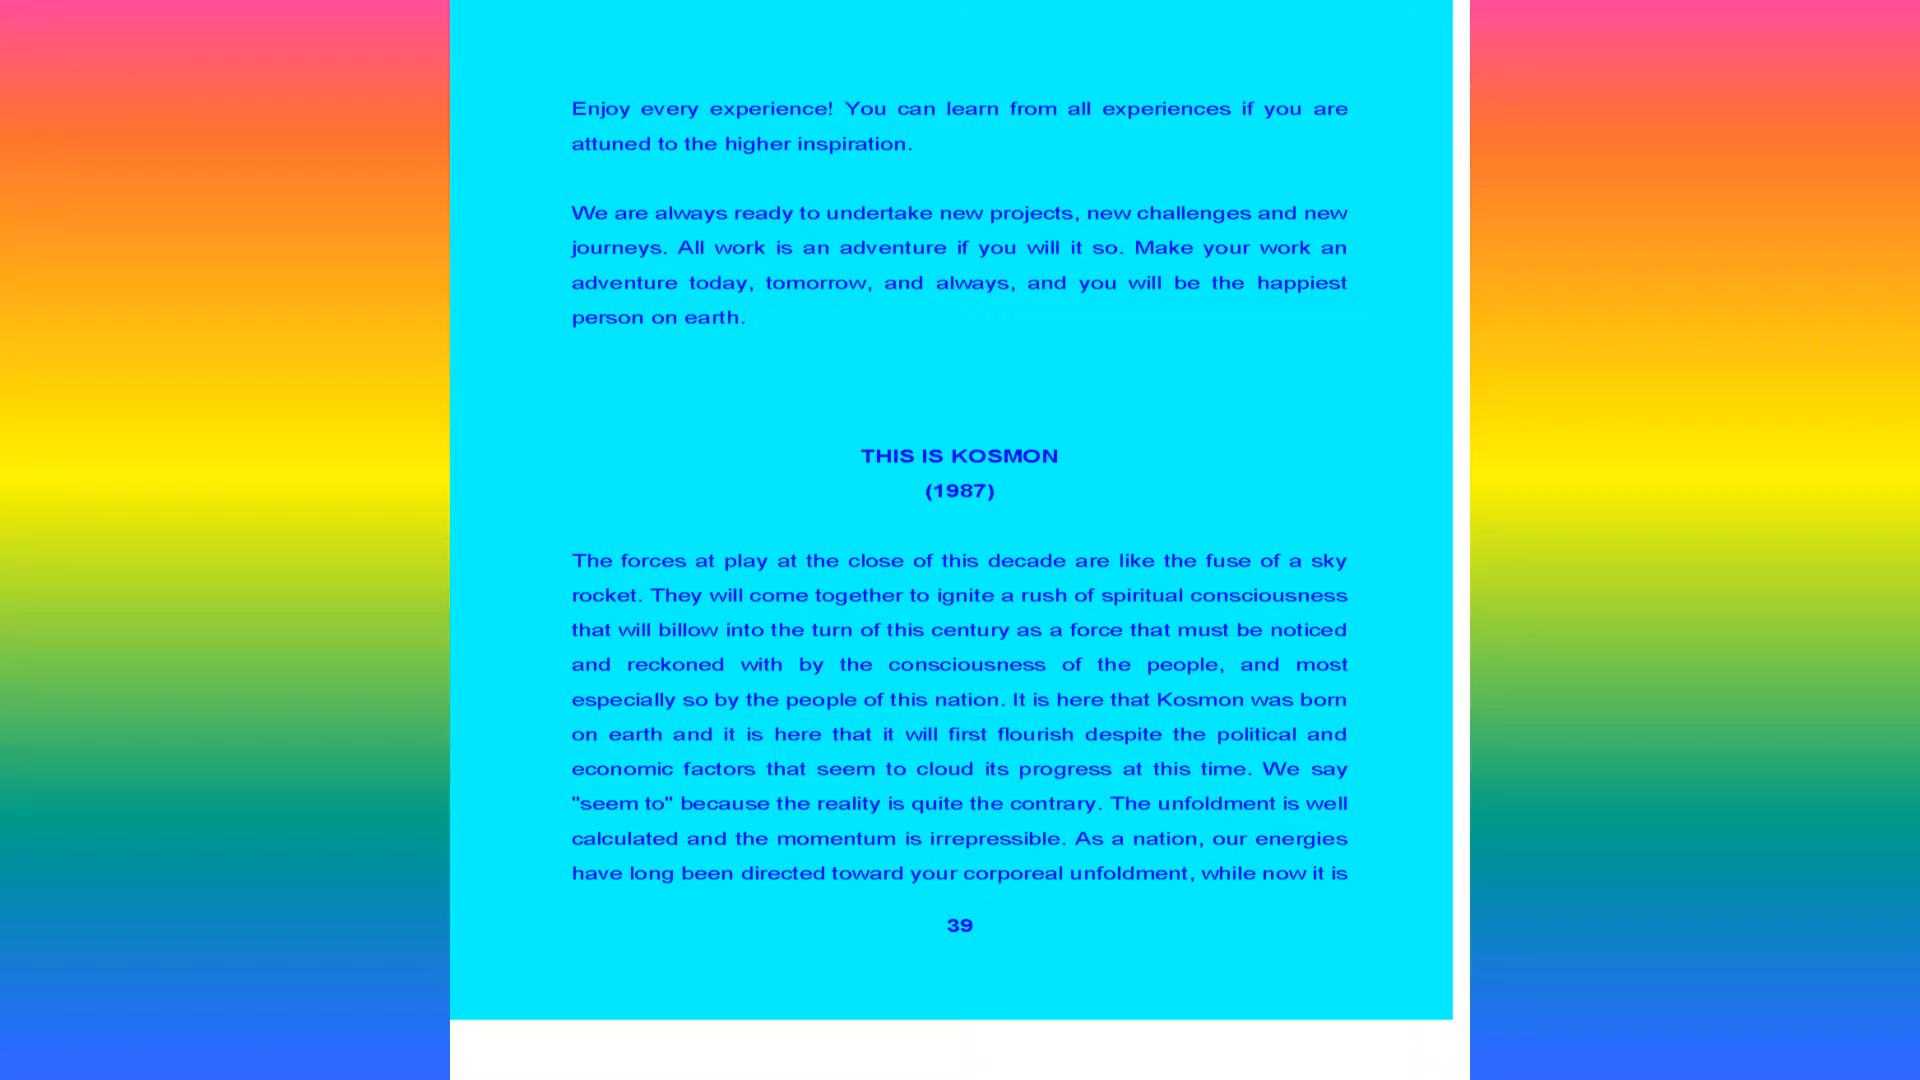 Enjoy every experience! You can learn from all experiences if you are
attuned to the higher inspiration.
We are always ready to undertake new projects, new challenges and new
journeys. All work is an adventure if you will it so. Make your work an
adventure today, tomorrow, and always, and you will be the happiest
person on earth.
THIS IS KOSMON
(1987)
The forces at play at the close of this decade are like the fuse of a sky
rocket. They will come together to ignite a rush of spiritual consciousness
that will billow into the turn of this century as a force that must be noticed
and reckoned with by the consciousness of the people, and most
especially so by the people of this nation. It is here that Kosmon was born
on earth and it is here that it will first flourish despite the political and
economic factors that seem to cloud its progress at this time. We say
"seem to" because the reality is quite the contrary. The unfoldment is well
calculated and the momentum is irrepressible. As a nation, our energies
have long been directed toward your corporeal unfoldment, while now it is
39